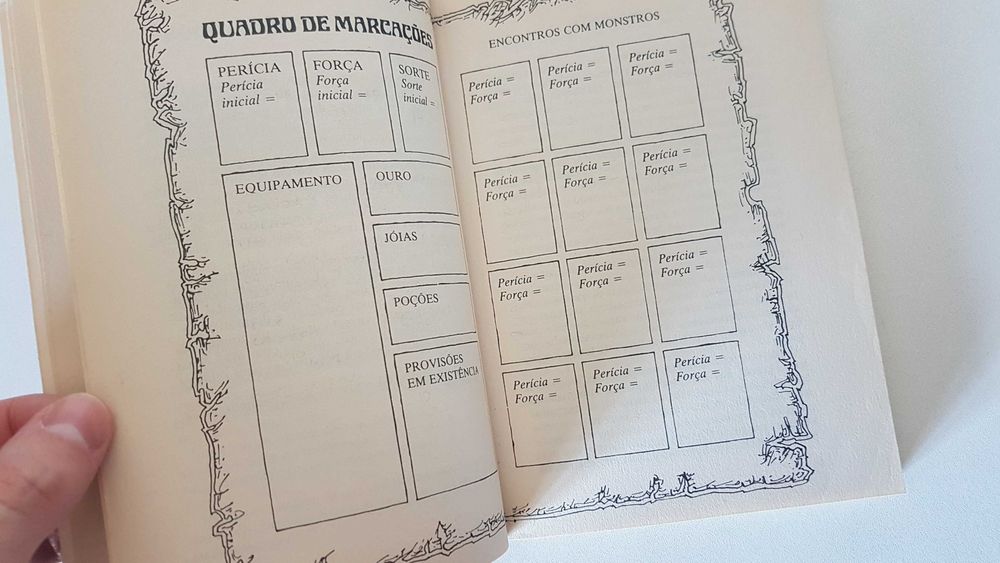 QUADRO DE MARCAÇÕES
PERÍCIA
Perícia
inicial =
FORÇA
Força
inicial =
SORTE
Sorte
inicial =
EQUIPAMENTO
OURO
JÓIAS
POÇÕES
PROVISÕES
EM EXISTÊNCIA
ENCONTROS COM MONSTROS
Perícia =
Força =
Perícia =
Força =
Perícia =
Força =
Perícia =
Força =
Perícia =
Força =
Perícia =
Força =
Perícia =
Força =
Perícia =
Força =
Perícia =
Força =
Perícia =
Força =
Perícia =
Força =
Perícia =
Força =